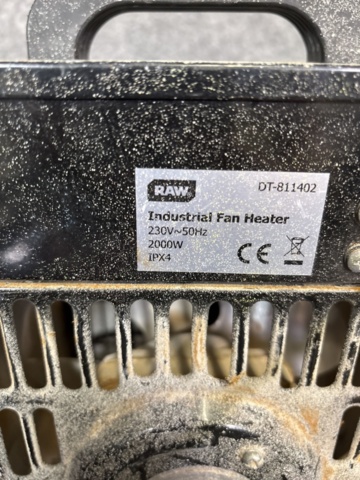 RAW
DT-811402
Industrial Fan Heater
230V~50Hz
2000W
IPX4
CE